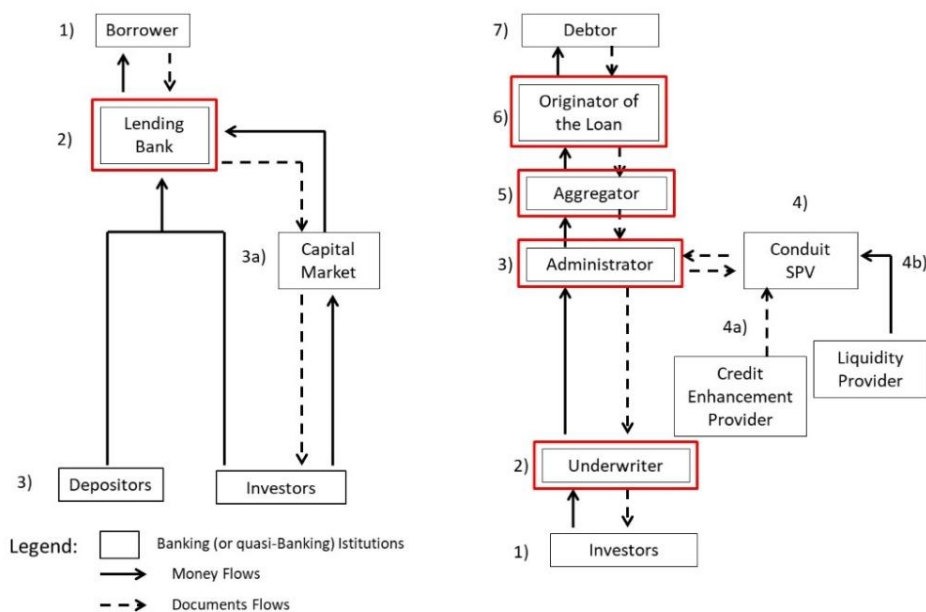 1)
Borrower
2)
Lending
Bank
3a)
Capital
Market
3)
Depositors
Investors
7)
Debtor
6)
Originator of
the Loan
5)
Aggregator
3)
Administrator
4)
Conduit
SPV
4b)
4a)
Credit
Enhancement
Provider
Liquidity
Provider
2)
Underwriter
1)
Investors
Legend:
Banking (or quasi-Banking) Istitutions
Money Flows
Documents Flows